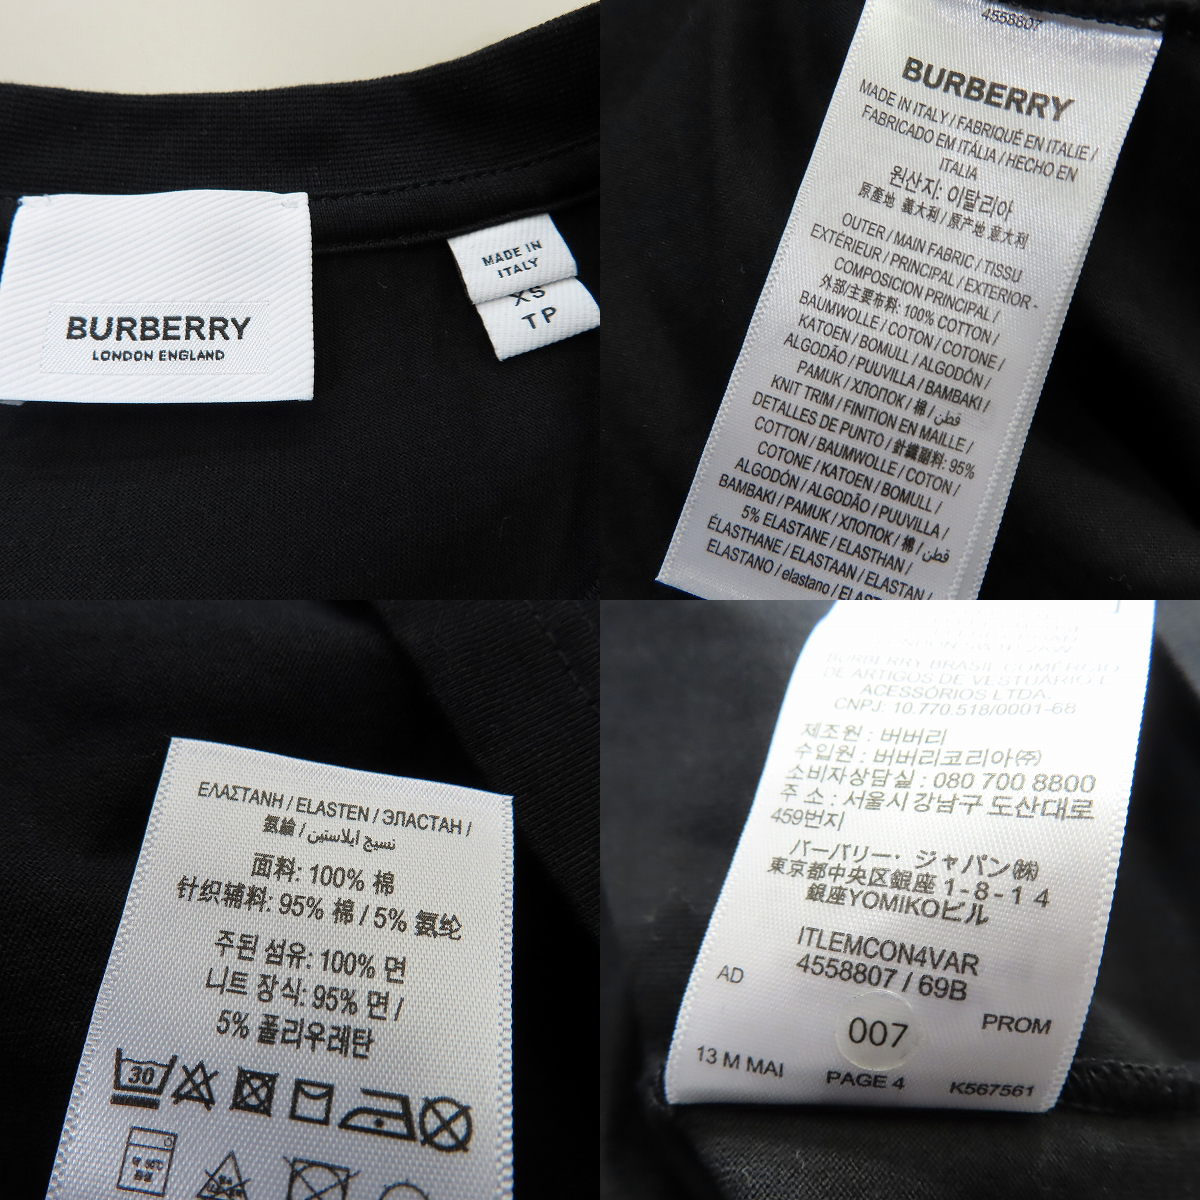 BURBERRY
LONDON ENGLAND
MADE IN
ITALY
XS
TP
4558807
BURBERRY
MADE IN ITALY / FABRIQUÉ EN ITALIE /
FABRICADO EM ITÁLIA / HECHO EN
ITALIA
원산지: 이탈리아
原產地 義大利 / 原产地 意大利
OUTER / MAIN FABRIC / TISSU
EXTÉRIEUR / PRINCIPAL / EXTERIOR -
COMPOSICION PRINCIPAL /
外部/主要布料: 100% COTTON /
BAUMWOLLE / COTON / COTONE /
KATOEN / BOMULL / ALGODÓN /
ALGODÃO / PUUVILLA / BAMBAKI /
PAMUK / ХЛОПОК / 棉 / قطن
KNIT TRIM / FINITION EN MAILLE /
DETALLES DE PUNTO / 針織副料: 95%
COTTON / BAUMWOLLE / COTON /
COTONE / KATOEN / BOMULL /
ALGODÓN / ALGODÃO / PUUVILLA /
BAMBAKI / PAMUK / ХЛОПОК / 棉 / قطن /
5% ELASTANE / ELASTHAN /
ÉLASTHANE / ELASTAAN / ELASTAN /
ELASTANO / elastano /
ΕΛΑΣΤΑΝΗ / ELASTEN / ЭЛАСТАН /
氨綸 / نسيج ايلاستين
面料: 100% 棉
针织辅料: 95% 棉 / 5% 氨纶
주된 섬유: 100% 면
니트 장식: 95% 면 /
5% 폴리우레탄
30
BURBERRY BRASIL COMÉRCIO
DE ARTIGOS DE VESTUÁRIO E
ACESSÓRIOS LTDA.
CNPJ: 10.770.518/0001-68
제조원 : 버버리
수입원 : 버버리코리아㈜
소비자상담실 : 080 700 8800
주 소 : 서울시 강남구 도산대로
459번지
バーバリー・ジャパン㈱
東京都中央区銀座 1-8-14
銀座YOMIKOビル
ITLEMCON4VAR
4558807 / 69B
AD
007
PROM
13 M MAI
PAGE 4
K567561